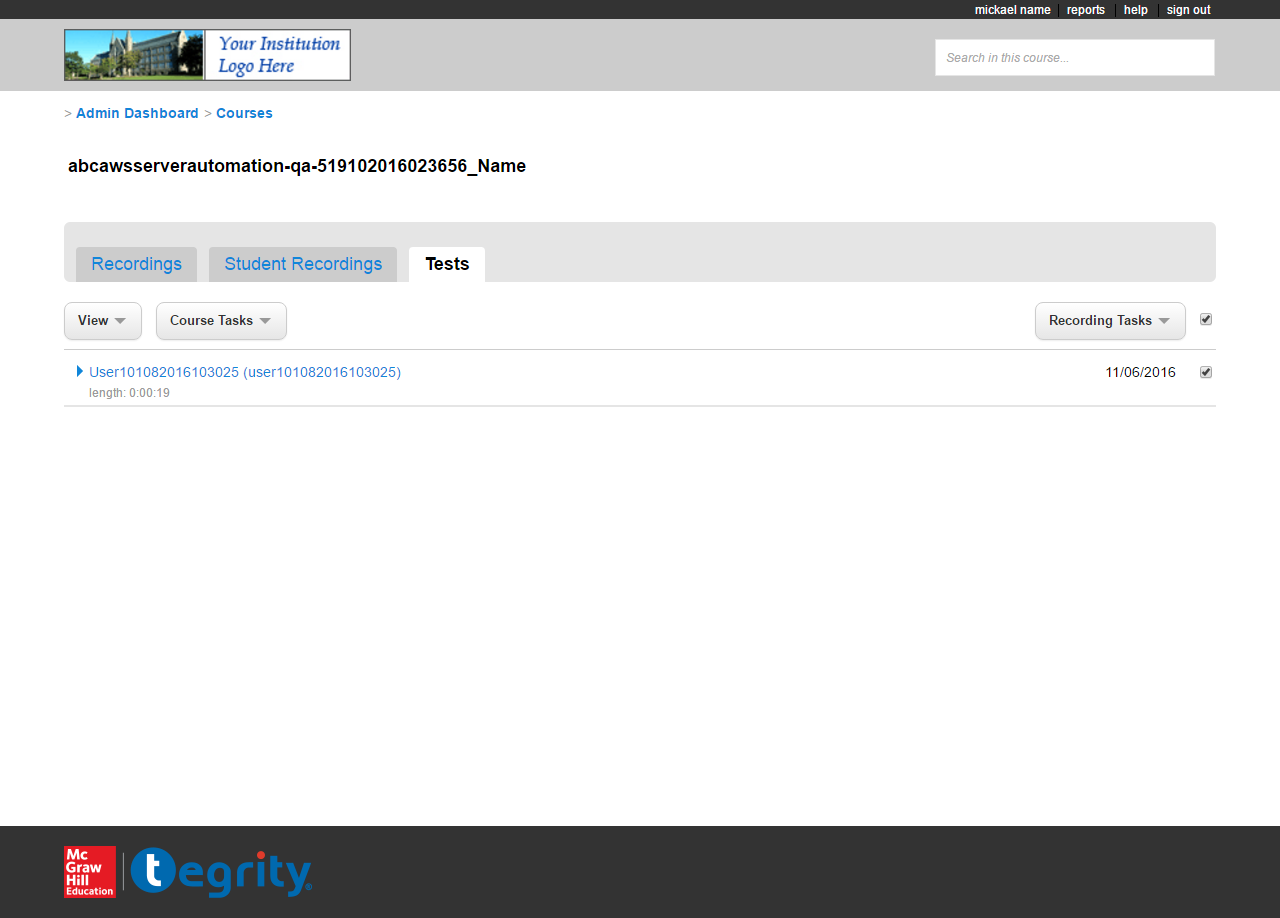 mickael name reports help sign out
Your Institution
Logo Here
Search in this course...
> Admin Dashboard > Courses
abcawsserverautomation-qa-519102016023656_Name
Recordings Student Recordings Tests
View Course Tasks Recording Tasks
User101082016103025 (user101082016103025) 11/06/2016
length: 0:00:19
Mc
Graw
Hill
Education
tegrity®